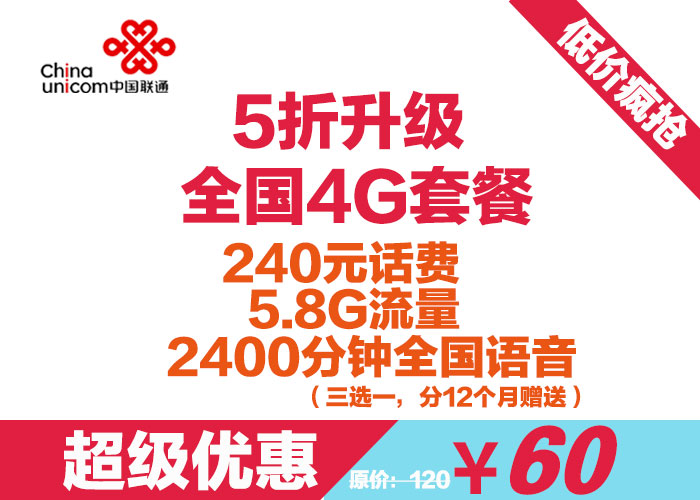 China
unicom中国联通
低价疯抢
5折升级
全国4G套餐
240元话费
5.8G流量
2400分钟全国语音
（三选一，分12个月赠送）
超级优惠
原价：120
￥60